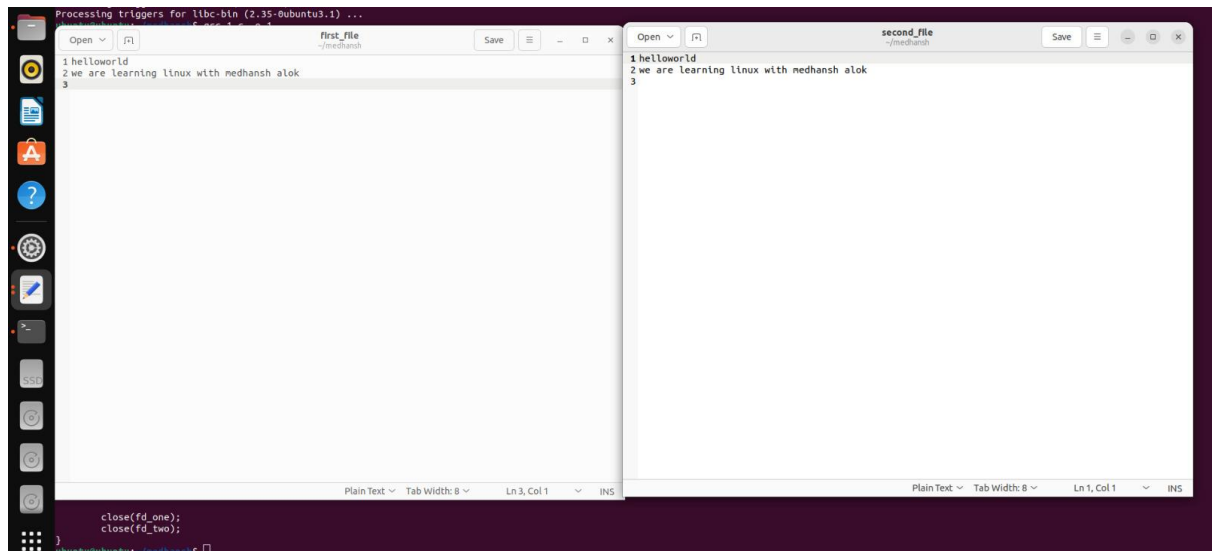 Processing triggers for libc-bin (2.35-0ubuntu3.1) ...
Open
first_file
~/medhansh
Save
1 helloworld
2 we are learning linux with medhansh alok
3
Plain Text
Tab Width: 8
Ln 3, Col 1
INS
Open
second_file
~/medhansh
Save
1 helloworld
2 we are learning linux with medhansh alok
3
Plain Text
Tab Width: 8
Ln 1, Col 1
INS
SSD
close(fd_one);
close(fd_two);
}